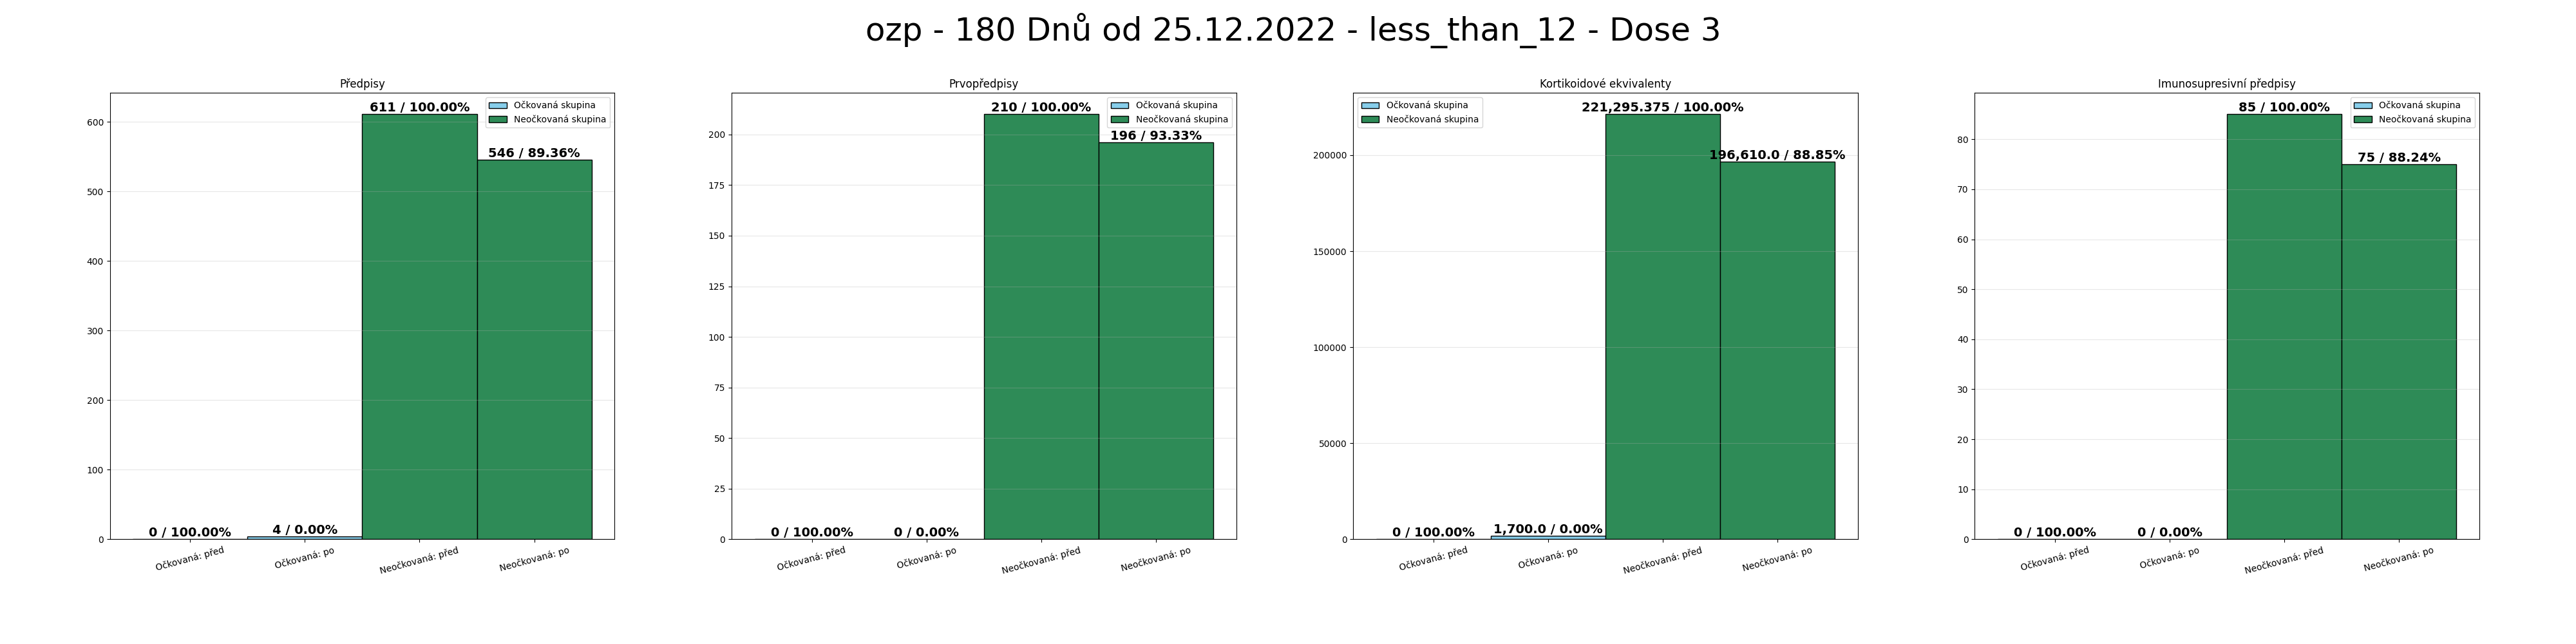 ozp - 180 Dnů od 25.12.2022 - less_than_12 - Dose 3
Předpisy
Očkovaná skupina
Neočkovaná skupina
611 / 100.00%
546 / 89.36%
0 / 100.00%
4 / 0.00%
600
500
400
300
200
100
0
Očkovaná: před
Očkovaná: po
Neočkovaná: před
Neočkovaná: po
Prvopředpisy
Očkovaná skupina
Neočkovaná skupina
210 / 100.00%
196 / 93.33%
0 / 100.00%
0 / 0.00%
200
175
150
125
100
75
50
25
0
Očkovaná: před
Očkovaná: po
Neočkovaná: před
Neočkovaná: po
Kortikoidové ekvivalenty
Očkovaná skupina
Neočkovaná skupina
221,295.375 / 100.00%
196,610.0 / 88.85%
0 / 100.00%
1,700.0 / 0.00%
200000
150000
100000
50000
0
Očkovaná: před
Očkovaná: po
Neočkovaná: před
Neočkovaná: po
Imunosupresivní předpisy
Očkovaná skupina
Neočkovaná skupina
85 / 100.00%
75 / 88.24%
0 / 100.00%
0 / 0.00%
80
70
60
50
40
30
20
10
0
Očkovaná: před
Očkovaná: po
Neočkovaná: před
Neočkovaná: po